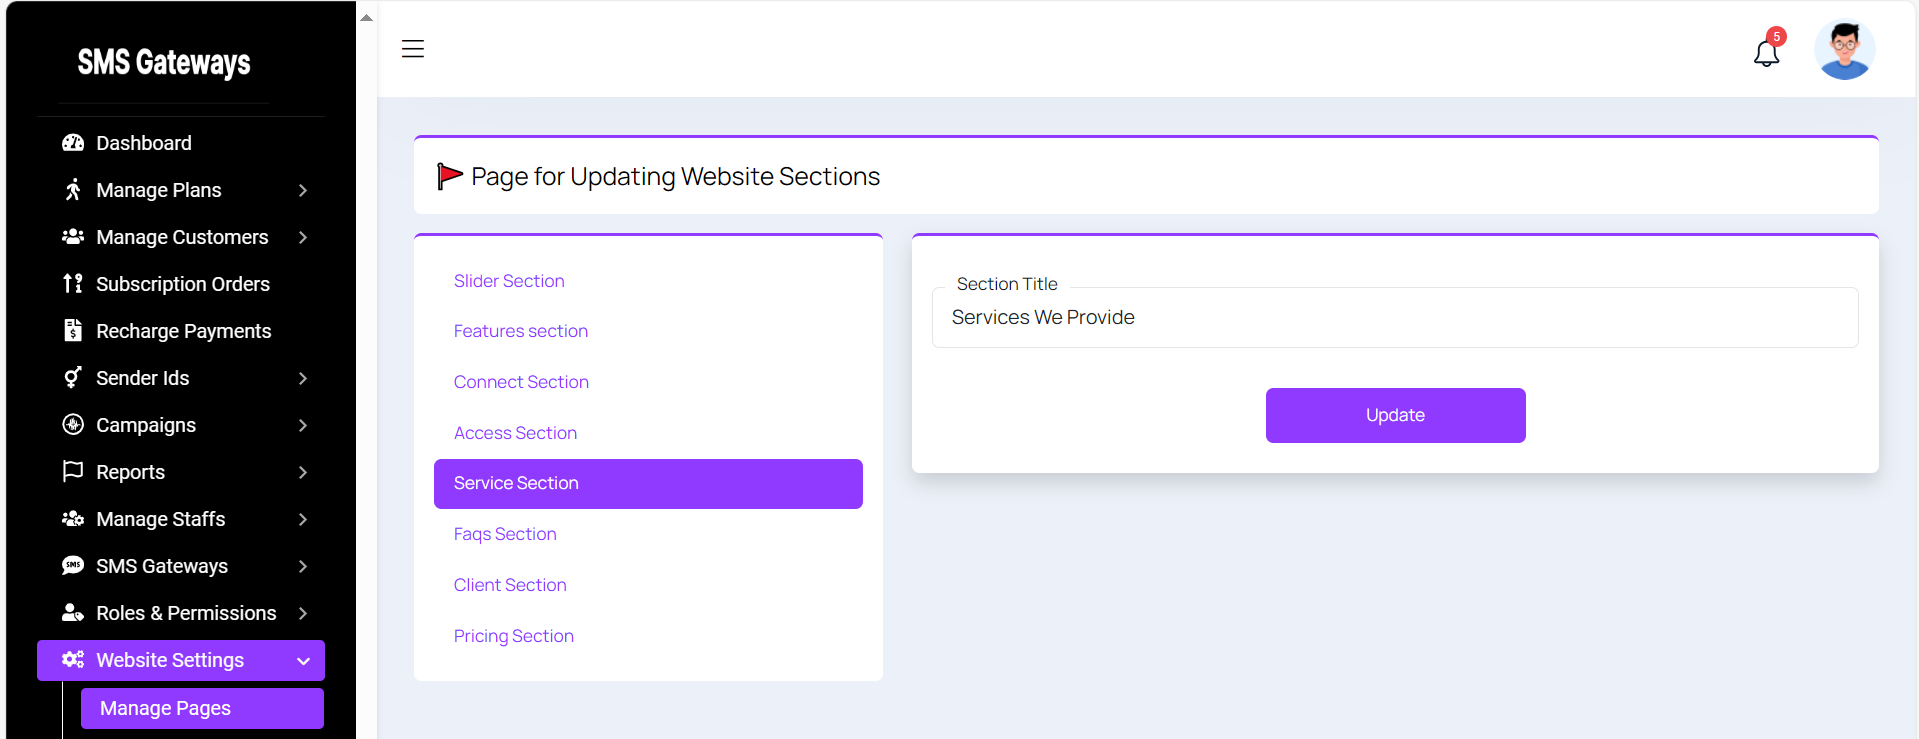 SMS Gateways
Dashboard
Manage Plans
Manage Customers
Subscription Orders
Recharge Payments
Sender Ids
Campaigns
Reports
Manage Staffs
SMS Gateways
Roles & Permissions
Website Settings
Manage Pages
5
Page for Updating Website Sections
Slider Section
Features section
Connect Section
Access Section
Service Section
Faqs Section
Client Section
Pricing Section
Section Title
Services We Provide
Update